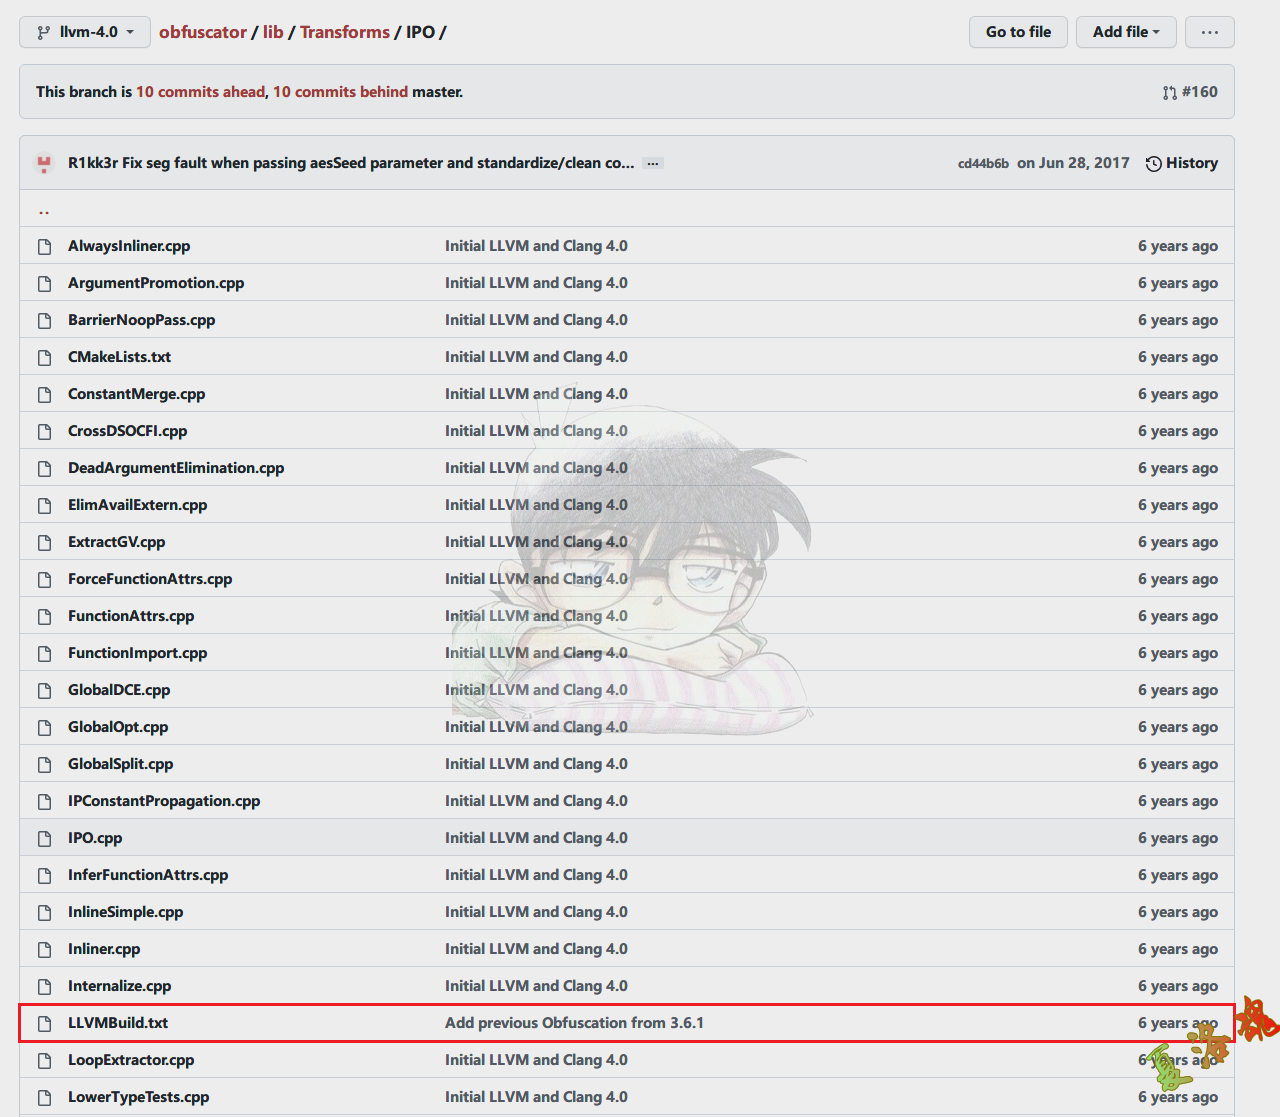 llvm-4.0 obfuscator / lib / Transforms / IPO / Go to file Add file ...
This branch is 10 commits ahead, 10 commits behind master. #160
R1kk3r Fix seg fault when passing aesSeed parameter and standardize/clean co... ... cd44b6b on Jun 28, 2017 History
..
AlwaysInliner.cpp Initial LLVM and Clang 4.0 6 years ago
ArgumentPromotion.cpp Initial LLVM and Clang 4.0 6 years ago
BarrierNoopPass.cpp Initial LLVM and Clang 4.0 6 years ago
CMakeLists.txt Initial LLVM and Clang 4.0 6 years ago
ConstantMerge.cpp Initial LLVM and Clang 4.0 6 years ago
CrossDSOCFI.cpp Initial LLVM and Clang 4.0 6 years ago
DeadArgumentElimination.cpp Initial LLVM and Clang 4.0 6 years ago
ElimAvailExtern.cpp Initial LLVM and Clang 4.0 6 years ago
ExtractGV.cpp Initial LLVM and Clang 4.0 6 years ago
ForceFunctionAttrs.cpp Initial LLVM and Clang 4.0 6 years ago
FunctionAttrs.cpp Initial LLVM and Clang 4.0 6 years ago
FunctionImport.cpp Initial LLVM and Clang 4.0 6 years ago
GlobalDCE.cpp Initial LLVM and Clang 4.0 6 years ago
GlobalOpt.cpp Initial LLVM and Clang 4.0 6 years ago
GlobalSplit.cpp Initial LLVM and Clang 4.0 6 years ago
IPConstantPropagation.cpp Initial LLVM and Clang 4.0 6 years ago
IPO.cpp Initial LLVM and Clang 4.0 6 years ago
InferFunctionAttrs.cpp Initial LLVM and Clang 4.0 6 years ago
InlineSimple.cpp Initial LLVM and Clang 4.0 6 years ago
Inliner.cpp Initial LLVM and Clang 4.0 6 years ago
Internalize.cpp Initial LLVM and Clang 4.0 6 years ago
LLVMBuild.txt Add previous Obfuscation from 3.6.1 6 years ago
LoopExtractor.cpp Initial LLVM and Clang 4.0 6 years ago
LowerTypeTests.cpp Initial LLVM and Clang 4.0 6 years ago